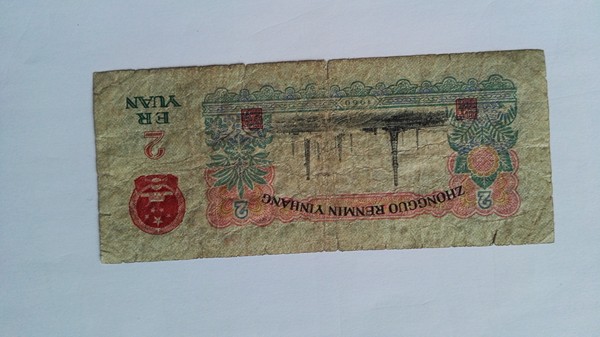 ZHONGGUO RENMIN YINHANG
2
2
2
ER
YUAN
1960